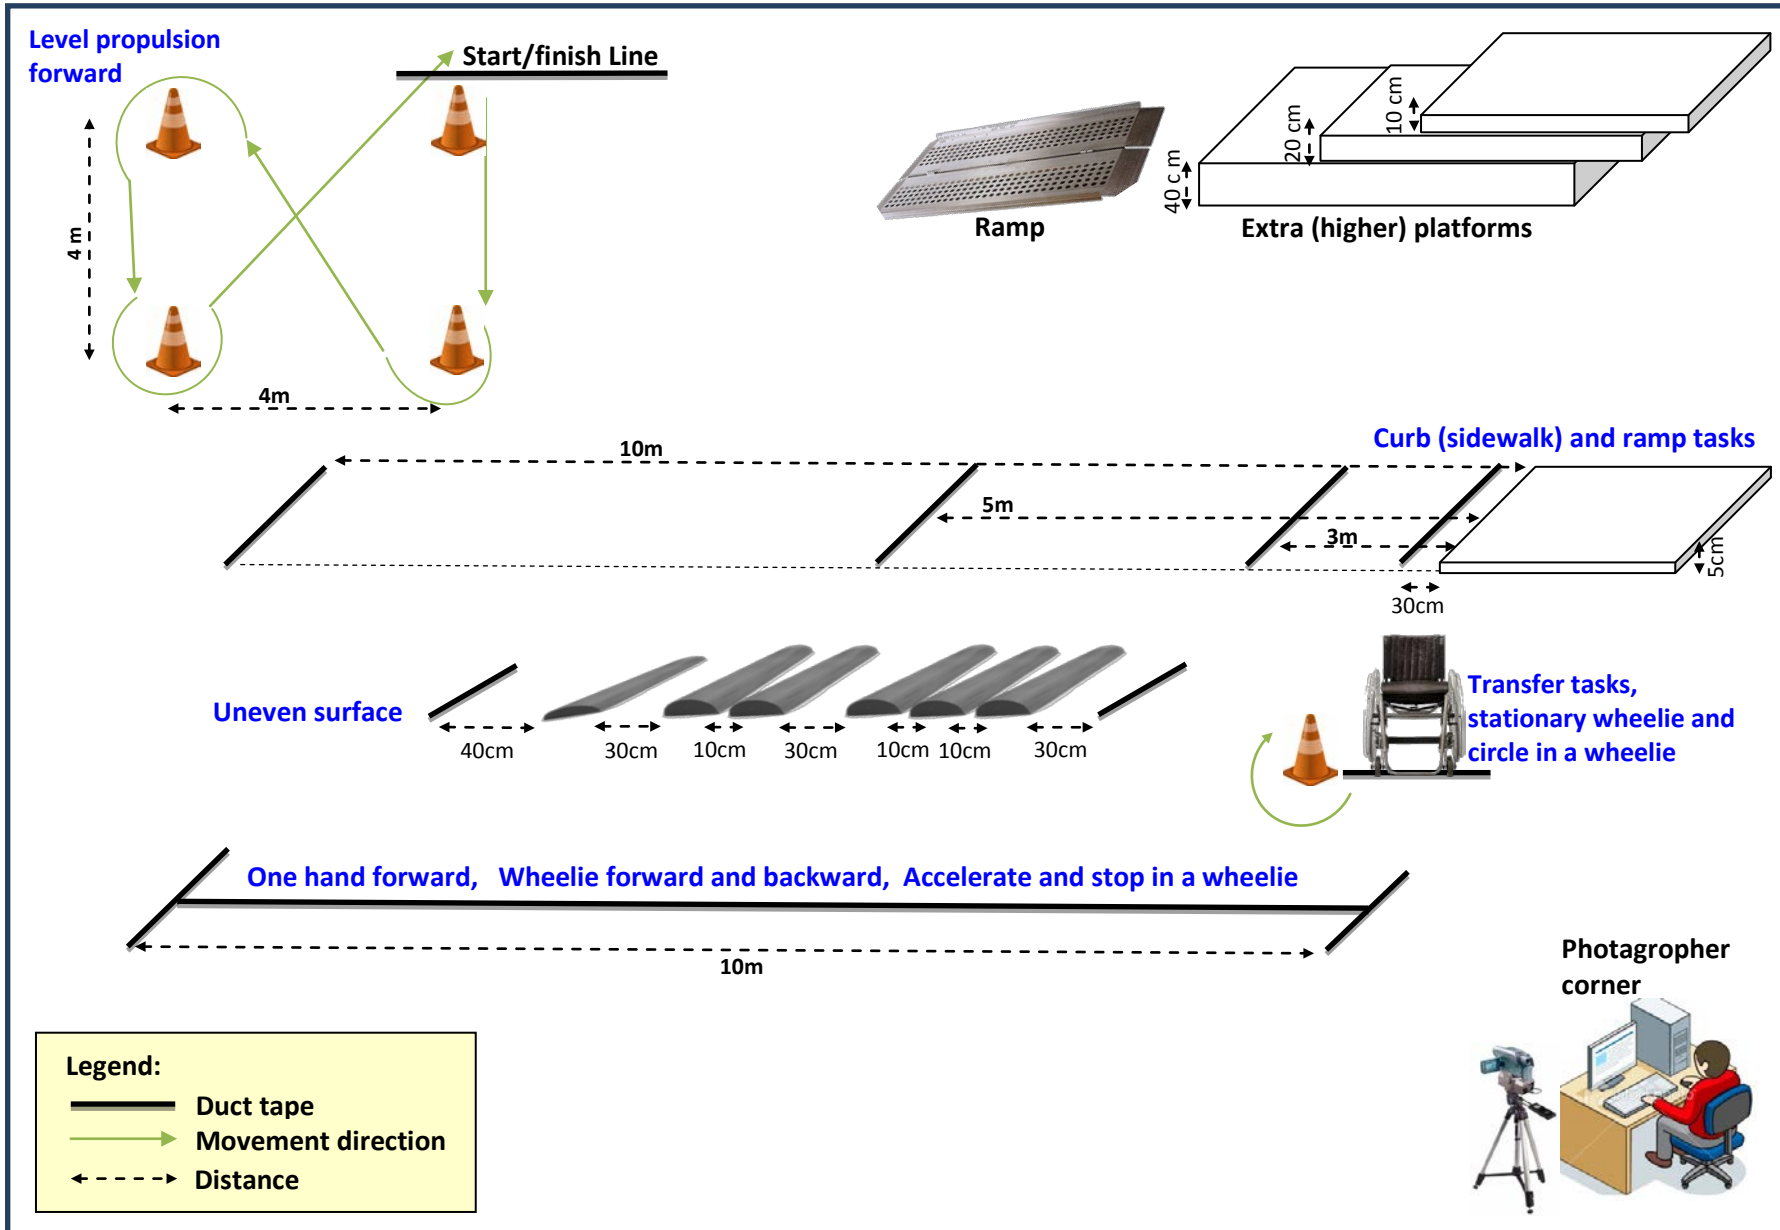 Level propulsion
forward
Start/finish Line
4 m
4m
Ramp
40 c m
20 cm
10 cm
Extra (higher) platforms
Curb (sidewalk) and ramp tasks
10m
5m
3m
30cm
5cm
Uneven surface
40cm
30cm
10cm
30cm
10cm
10cm
30cm
Transfer tasks,
stationary wheelie and
circle in a wheelie
One hand forward, Wheelie forward and backward, Accelerate and stop in a wheelie
10m
Photagropher
corner
Legend:
Duct tape
Movement direction
Distance